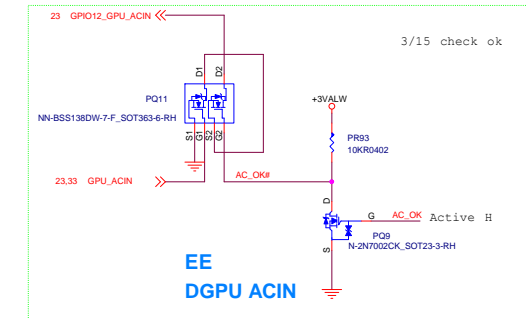 23 GPIO12_GPU_ACIN
3/15 check ok
D1
D2
+3VALW
PQ11
NN-BSS138DW-7-F_SOT363-6-RH
S1
G1
S2
G2
PR93
10KR0402
23,33 GPU_ACIN
AC_OK#
D
G
AC_OK
Active H
S
PQ9
N-2N7002CK_SOT23-3-RH
EE
DGPU ACIN